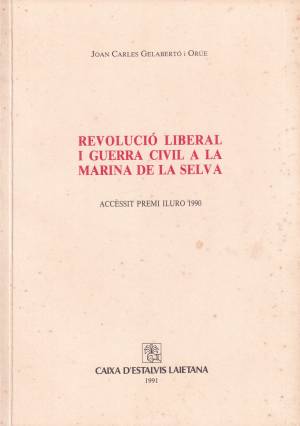 JOAN CARLES GELABERTÓ I ORÚE
REVOLUCIÓ LIBERAL
I GUERRA CIVIL A LA
MARINA DE LA SELVA
ACCÈSSIT PREMI ILURO 1990
CAIXA D'ESTALVIS LAIETANA
1991